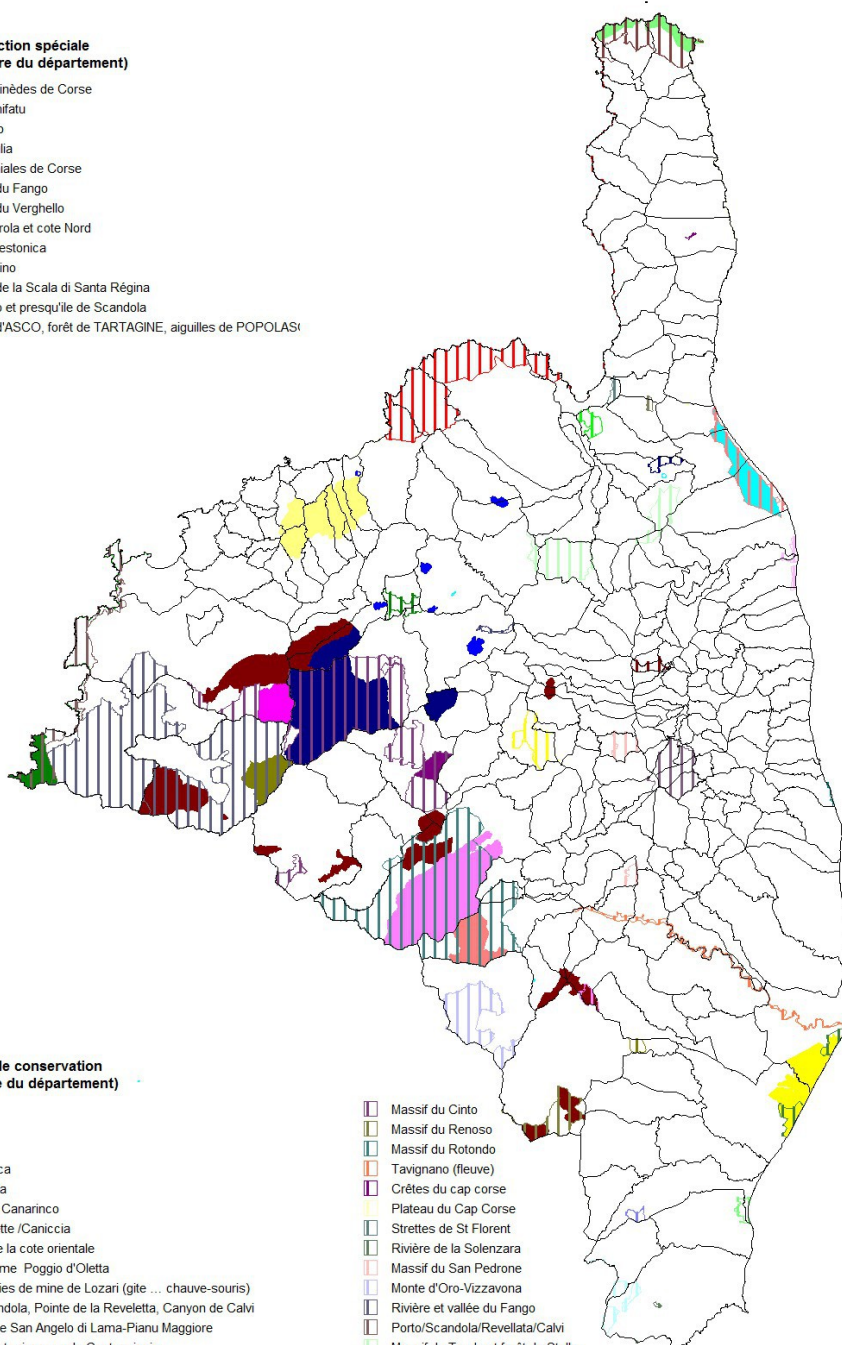 ction spéciale
re du département)
inèdes de Corse
nifatu
o
lia
iales de Corse
du Fango
du Verghello
rola et cote Nord
estonica
ino
de la Scala di Santa Régina
o et presqu'ile de Scandola
d'ASCO, forêt de TARTAGINE, aiguilles de POPOLAS
de conservation
e du département)
ca
a
Canarinco
tte /Caniccia
e la cote orientale
me Poggio d'Oletta
ies de mine de Lozari (gite ... chauve-souris)
ndola, Pointe de la Reveletta, Canyon de Calvi
e San Angelo di Lama-Pianu Maggiore
Massif du Cinto
Massif du Renoso
Massif du Rotondo
Tavignano (fleuve)
Crêtes du cap corse
Plateau du Cap Corse
Strettes de St Florent
Rivière de la Solenzara
Massif du San Pedrone
Monte d'Oro-Vizzavona
Rivière et vallée du Fango
Porto/Scandola/Revellata/Calvi